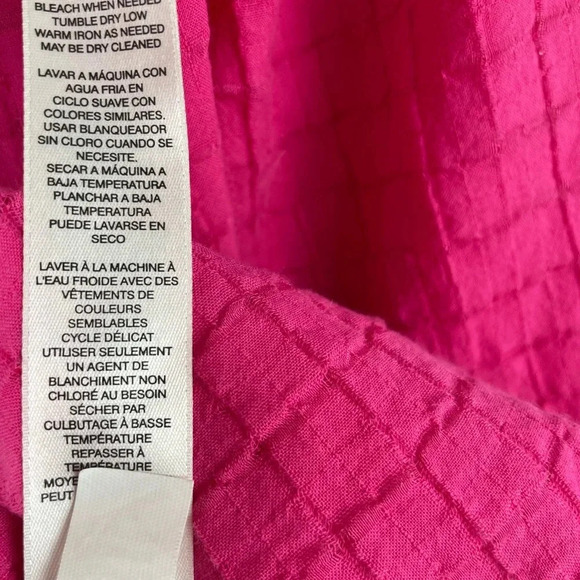 BLEACH WHEN NEEDED
TUMBLE DRY LOW
WARM IRON AS NEEDED
MAY BE DRY CLEANED
LAVAR A MÁQUINA CON
AGUA FRIA EN
CICLO SUAVE CON
COLORES SIMILARES.
USAR BLANQUEADOR
SIN CLORO CUANDO SE
NECESITE.
SECAR A MÁQUINA A
BAJA TEMPERATURA
PLANCHAR A BAJA
TEMPERATURA
PUEDE LAVARSE EN
SECO
LAVER À LA MACHINE À
L'EAU FROIDE AVEC DES
VÊTEMENTS DE
COULEURS
SEMBLABLES
CYCLE DÉLICAT
UTILISER SEULEMENT
UN AGENT DE
BLANCHIMENT NON
CHLORÉ AU BESOIN
SÉCHER PAR
CULBUTAGE À BASSE
TEMPÉRATURE
REPASSER À
TEMPÉRATURE
MOYE
PEUT